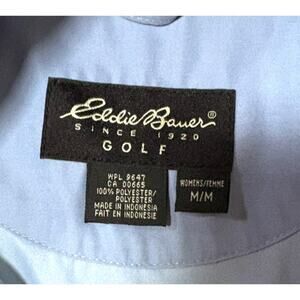 Eddie Bauer®
SINCE 1920
GOLF
WPL 9647
CA 00665
100% POLYESTER/
POLYESTER
MADE IN INDONESIA
FAIT EN INDONESIE
WOMENS/FEMME
M/M